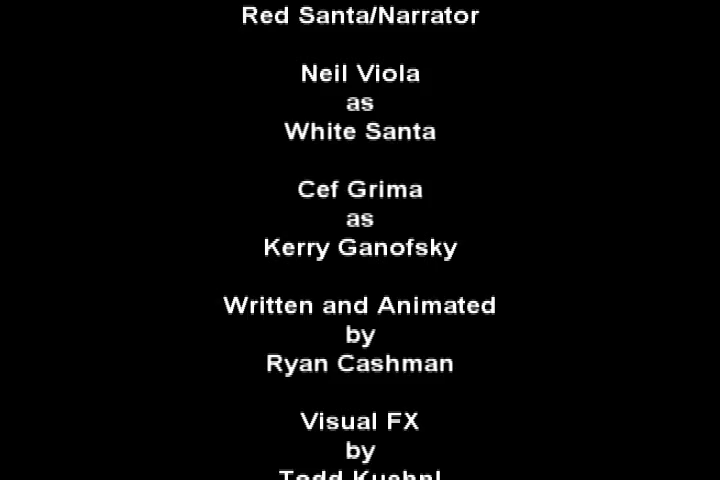 Red Santa/Narrator
Neil Viola
as
White Santa
Cef Grima
as
Kerry Ganofsky
Written and Animated
by
Ryan Cashman
Visual FX
by
Todd